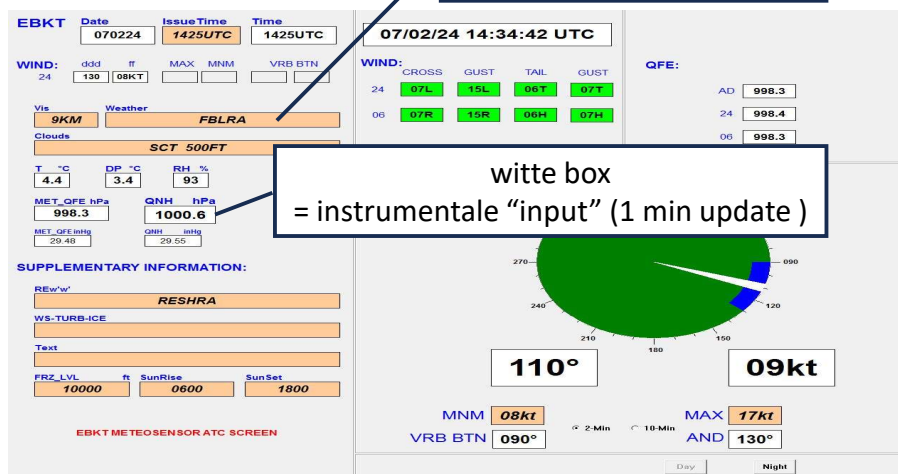 EBKT Date IssueTime Time
070224 1425UTC 1425UTC
WIND: ddd ff MAX MNM VRB BTN
24 130 08KT
Vis Weather
9KM FBLRA
Clouds
SCT 500FT
T °C DP °C RH %
4.4 3.4 93
MET_QFE hPa QNH hPa
998.3 1000.6
MET_QFE inHg QNH inHg
29.48 29.55
SUPPLEMENTARY INFORMATION:
REw'w'
RESHRA
WS-TURB-ICE
Text
FRZ_LVL ft SunRise SunSet
10000 0600 1800
EBKT METEOSENSOR ATC SCREEN
07/02/24 14:34:42 UTC
WIND:
CROSS GUST TAIL GUST
24 07L 15L 06T 07T
06 07R 15R 06H 07H
QFE:
AD 998.3
24 998.4
06 998.3
witte box
= instrumentale “input” (1 min update )
270 090
240 120
210 150
180
110° 09kt
MNM 08kt MAX 17kt
2-Min 10-Min
VRB BTN 090° AND 130°
Day Night